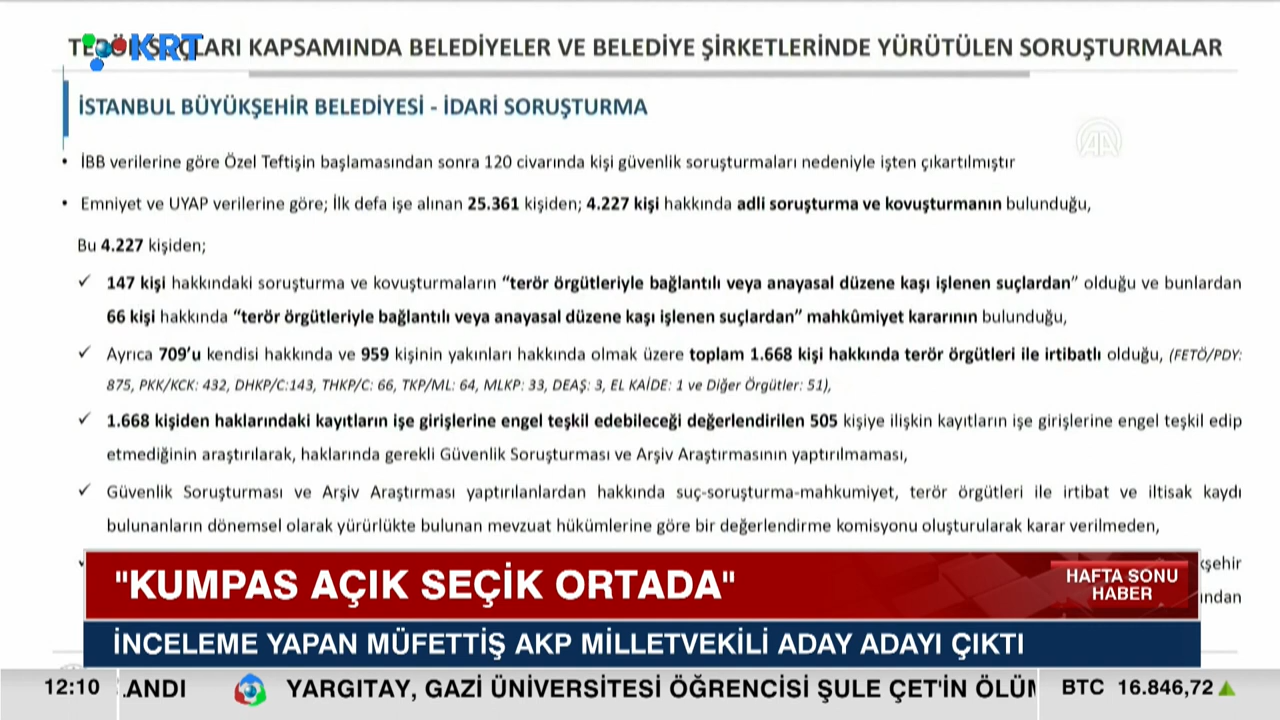 TERÖR SUÇLARI KAPSAMINDA BELEDİYELER VE BELEDİYE ŞİRKETLERİNDE YÜRÜTÜLEN SORUŞTURMALAR
KRT
İSTANBUL BÜYÜKŞEHİR BELEDİYESİ - İDARİ SORUŞTURMA
AA
• İBB verilerine göre Özel Teftişin başlamasından sonra 120 civarında kişi güvenlik soruşturmaları nedeniyle işten çıkartılmıştır
• Emniyet ve UYAP verilerine göre; İlk defa işe alınan 25.361 kişiden; 4.227 kişi hakkında adli soruşturma ve kovuşturmanın bulunduğu,
Bu 4.227 kişiden;
✓ 147 kişi hakkındaki soruşturma ve kovuşturmaların “terör örgütleriyle bağlantılı veya anayasal düzene kaşı işlenen suçlardan” olduğu ve bunlardan
66 kişi hakkında “terör örgütleriyle bağlantılı veya anayasal düzene kaşı işlenen suçlardan” mahkûmiyet kararının bulunduğu,
✓ Ayrıca 709’u kendisi hakkında ve 959 kişinin yakınları hakkında olmak üzere toplam 1.668 kişi hakkında terör örgütleri ile irtibatlı olduğu, (FETÖ/PDY:
875, PKK/KCK: 432, DHKP/C:143, THKP/C: 66, TKP/ML: 64, MLKP: 33, DEAŞ: 3, EL KAİDE: 1 ve Diğer Örgütler: 51),
✓ 1.668 kişiden haklarındaki kayıtların işe girişlerine engel teşkil edebileceği değerlendirilen 505 kişiye ilişkin kayıtların işe girişlerine engel teşkil edip
etmediğinin araştırılarak, haklarında gerekli Güvenlik Soruşturması ve Arşiv Araştırmasının yaptırılmaması,
✓ Güvenlik Soruşturması ve Arşiv Araştırması yaptırılanlardan hakkında suç-soruşturma-mahkumiyet, terör örgütleri ile irtibat ve iltisak kaydı
bulunanların dönemsel olarak yürürlükte bulunan mevzuat hükümlerine göre bir değerlendirme komisyonu oluşturularak karar verilmeden,
"KUMPAS AÇIK SEÇİK ORTADA"
HAFTA SONU
HABER
İNCELEME YAPAN MÜFETTİŞ AKP MİLLETVEKİLİ ADAY ADAYI ÇIKTI
12:10 .ANDI YARGITAY, GAZİ ÜNİVERSİTESİ ÖĞRENCİSİ ŞULE ÇET'İN ÖLÜM BTC 16.846,72